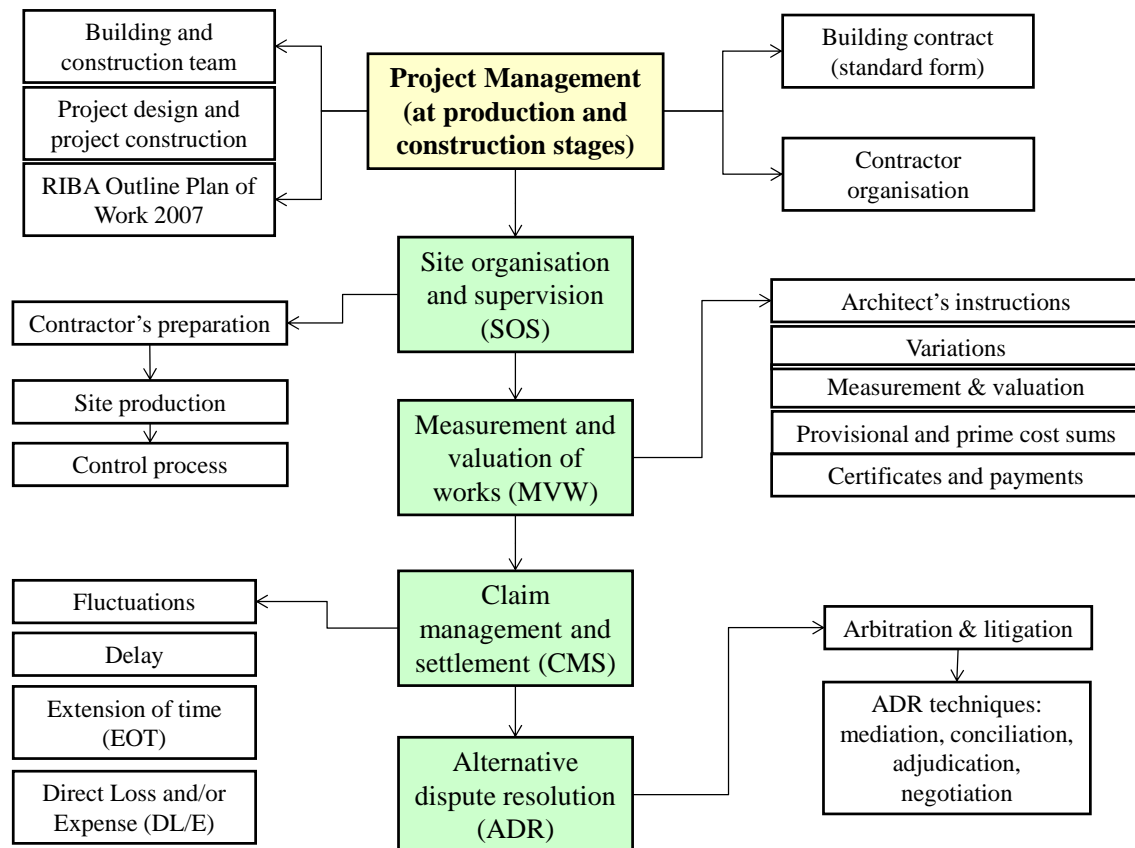 Building and
construction team
Project design and
project construction
RIBA Outline Plan of
Work 2007
Project Management
(at production and
construction stages)
Building contract
(standard form)
Contractor
organisation
Site organisation
and supervision
(SOS)
Contractor’s preparation
Site production
Control process
Architect’s instructions
Variations
Measurement & valuation
Provisional and prime cost sums
Certificates and payments
Measurement and
valuation of
works (MVW)
Claim
management and
settlement (CMS)
Fluctuations
Delay
Extension of time
(EOT)
Direct Loss and/or
Expense (DL/E)
Arbitration & litigation
ADR techniques:
mediation, conciliation,
adjudication,
negotiation
Alternative
dispute resolution
(ADR)